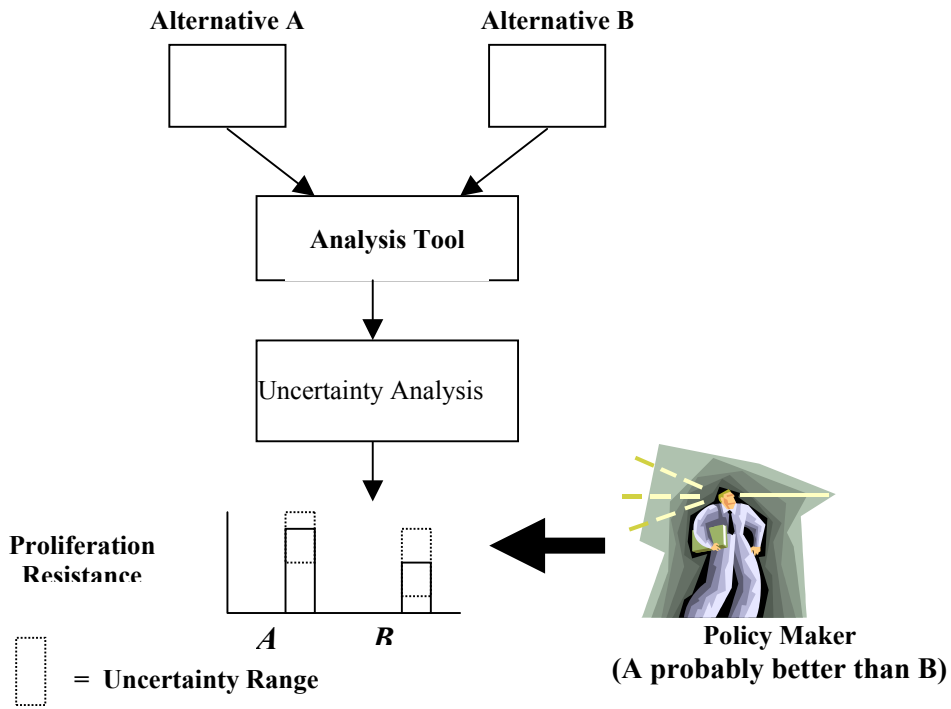 Alternative A
Alternative B
Analysis Tool
Uncertainty Analysis
Proliferation
Resistance
A
B
Policy Maker
(A probably better than B)
= Uncertainty Range